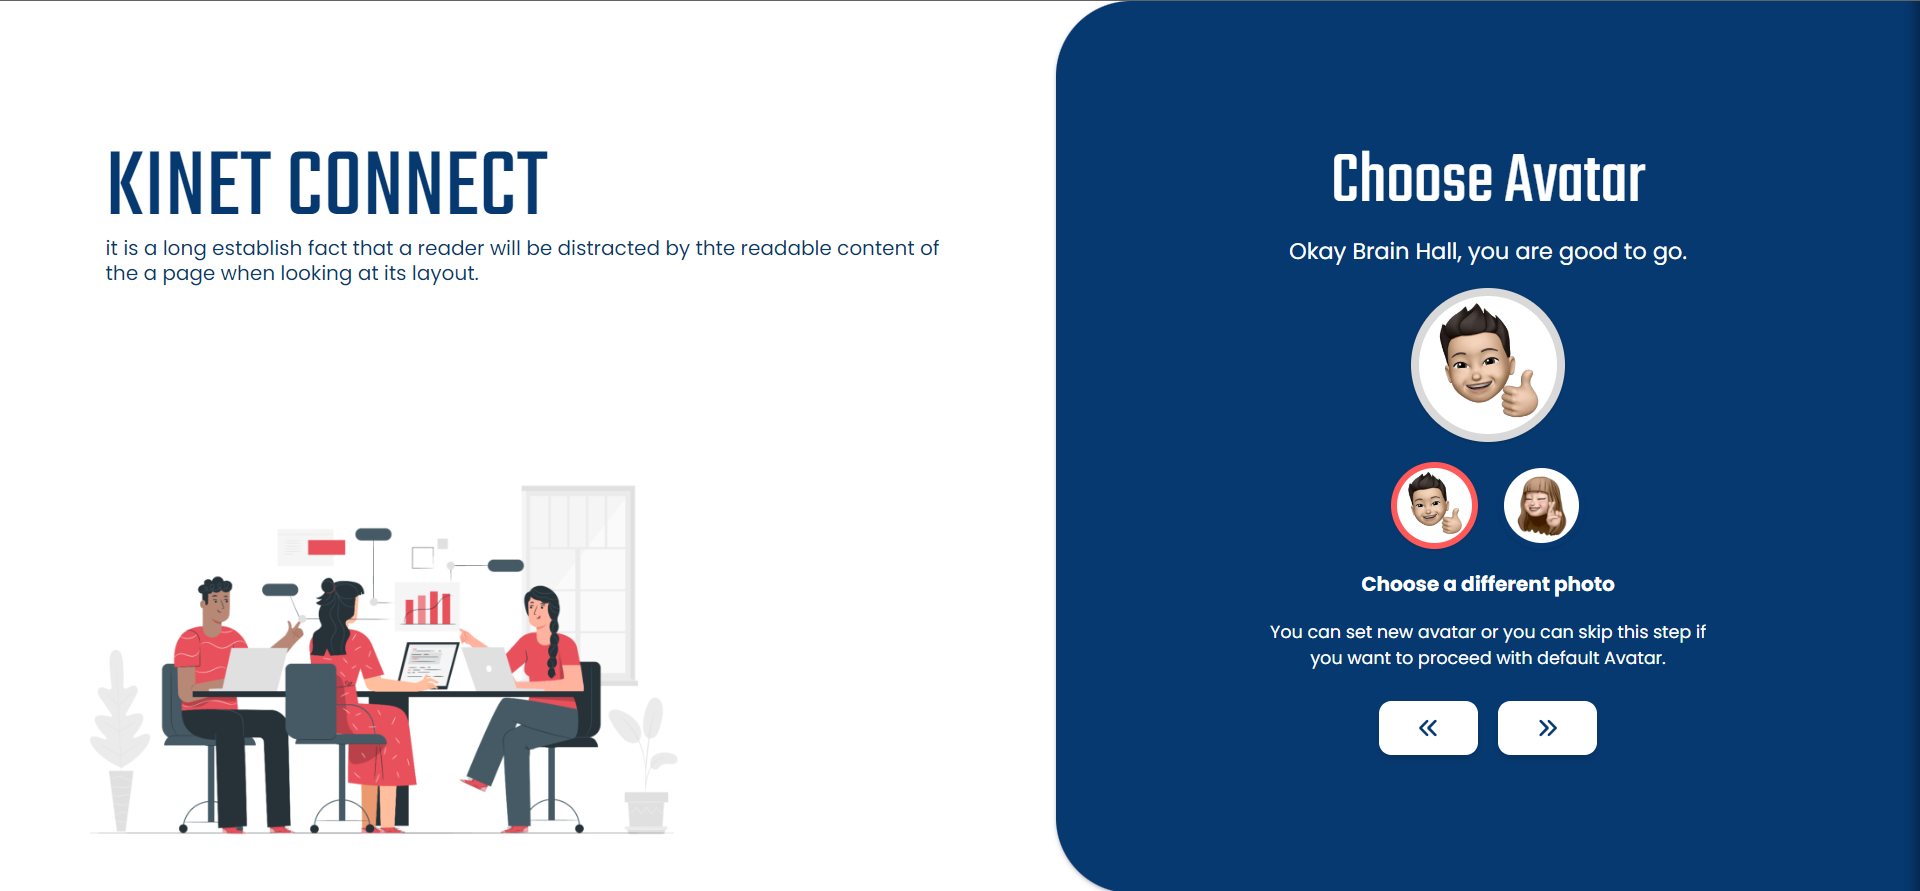 KINET CONNECT
it is a long establish fact that a reader will be distracted by thte readable content of
the a page when looking at its layout.
Choose Avatar
Okay Brain Hall, you are good to go.
Choose a different photo
You can set new avatar or you can skip this step if
you want to proceed with default Avatar.